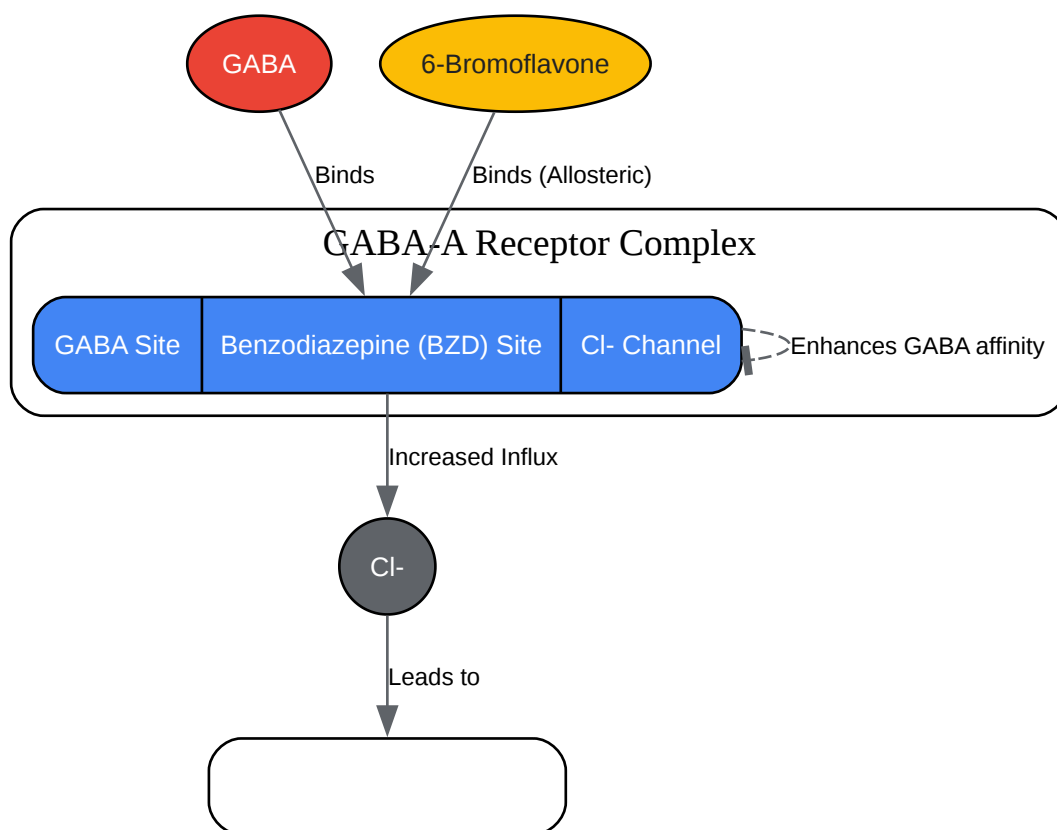 GABA
6-Bromoflavone
Binds
Binds (Allosteric)
GABA-A Receptor Complex
GABA Site
Benzodiazepine (BZD) Site
Cl- Channel
Enhances GABA affinity
Increased Influx
Cl-
Leads to